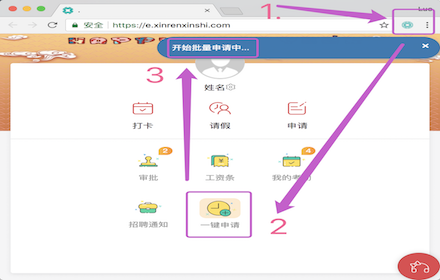 1.
Lua
安全 https://e.xinrenxinshi.com
开始批量申请中...
3
姓名
打卡 请假 申请
2 4
审批 工资条 我的考勤
招聘通知 一键申请
2